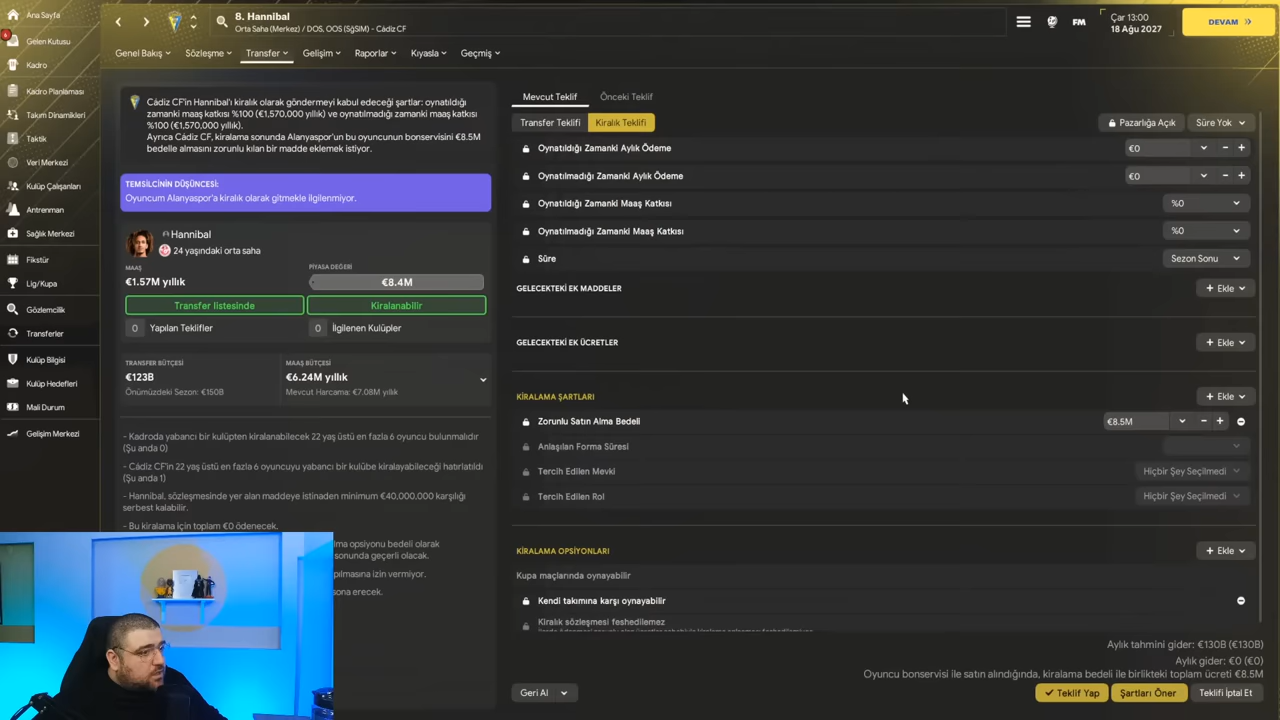 Ana Sayfa
Gelen Kutusu
Kadro
Kadro Planlaması
Takım Dinamikleri
Taktik
Veri Merkezi
Kulüp Çalışanları
Antrenman
Sağlık Merkezi
Fikstür
Lig/Kupa
Gözlemcilik
Transferler
Kulüp Bilgisi
Kulüp Hedefleri
Mali Durum
Gelişim Merkezi
8. Hannibal
Orta Saha (Merkez) / DOS, OOS (SğSlM) - Cádiz CF
FM
Çar 13:00
18 Ağu 2027
DEVAM
Genel Bakış
Sözleşme
Transfer
Gelişim
Raporlar
Kıyasla
Geçmiş
Cádiz CF'in Hannibal'ı kiralık olarak göndermeyi kabul edeceği şartlar: oynatıldığı
zamanki maaş katkısı %100 (€1,570,000 yıllık) ve oynatılmadığı zamanki maaş katkısı
%100 (€1,570,000 yıllık).
Ayrıca Cádiz CF, kiralama sonunda Alanyaspor'un bu oyuncunun bonservisini €8.5M
bedelle almasını zorunlu kılan bir madde eklemek istiyor.
TEMSİLCİNİN DÜŞÜNCESİ:
Oyuncum Alanyaspor'a kiralık olarak gitmekle ilgilenmiyor.
Hannibal
24 yaşındaki orta saha
MAAŞ
€1.57M yıllık
PİYASA DEĞERİ
€8.4M
Transfer listesinde
Kiralanabilir
0 Yapılan Teklifler
0 İlgilenen Kulüpler
TRANSFER BÜTÇESİ
€123B
Önümüzdeki Sezon: €150B
MAAŞ BÜTÇESİ
€6.24M yıllık
Mevcut Harcama: €7.08M yıllık
- Kadroda yabancı bir kulüpten kiralanabilecek 22 yaş üstü en fazla 6 oyuncu bulunmalıdır
(Şu anda 0)
- Cádiz CF'in 22 yaş üstü en fazla 6 oyuncuyu yabancı bir kulübe kiralayabileceği hatırlatıldı
(Şu anda 1)
- Hannibal, sözleşmesinde yer alan maddeye istinaden minimum €40,000,000 karşılığı
serbest kalabilir.
- Bu kiralama için toplam €0 ödenecek.
lma opsiyonu bedeli olarak
sonunda geçerli olacak.
pılmasına izin vermiyor.
sona erecek.
Mevcut Teklif
Önceki Teklif
Transfer Teklifi
Kiralık Teklifi
Pazarlığa Açık
Süre Yok
Oynatıldığı Zamanki Aylık Ödeme
€0
Oynatılmadığı Zamanki Aylık Ödeme
€0
Oynatıldığı Zamanki Maaş Katkısı
%0
Oynatılmadığı Zamanki Maaş Katkısı
%0
Süre
Sezon Sonu
GELECEKTEKİ EK MADDELER
+ Ekle
GELECEKTEKİ EK ÜCRETLER
+ Ekle
KİRALAMA ŞARTLARI
+ Ekle
Zorunlu Satın Alma Bedeli
€8.5M
Anlaşılan Forma Süresi
Tercih Edilen Mevki
Hiçbir Şey Seçilmedi
Tercih Edilen Rol
Hiçbir Şey Seçilmedi
KİRALAMA OPSİYONLARI
+ Ekle
Kupa maçlarında oynayabilir
Kendi takımına karşı oynayabilir
Kiralık sözleşmesi feshedilemez
Aylık tahmini gider: €130B (€130B)
Aylık gider: €0 (€0)
Oyuncu bonservisi ile satın alındığında, kiralama bedeli ile birlikteki toplam ücret €8.5M
Geri Al
Teklif Yap
Şartları Öner
Teklifi İptal Et